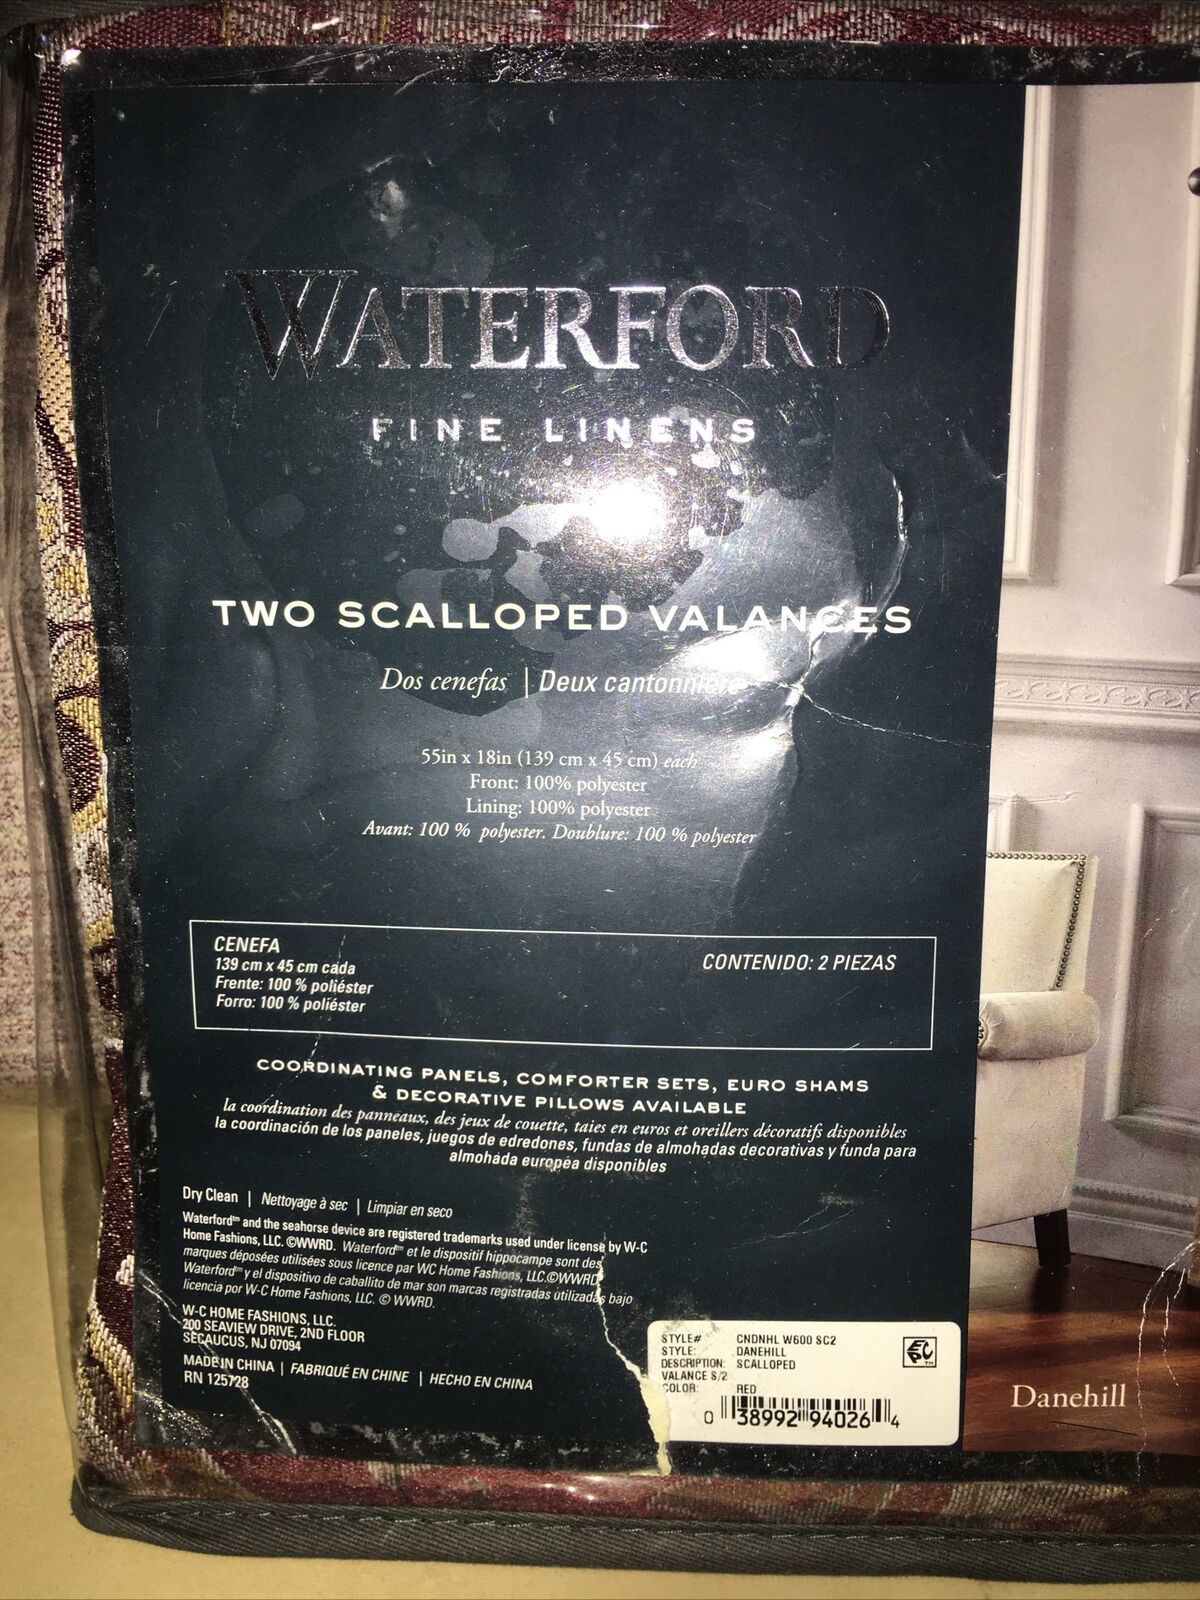 WATERFORD
FINE LINENS
TWO SCALLOPED VALANCES
Dos cenefas | Deux cantonnière
55in x 18in (139 cm x 45 cm) each
Front: 100% polyester
Lining: 100% polyester
Avant: 100 % polyester. Doublure: 100 % polyester
CENEFA
139 cm x 45 cm cada
Frente: 100 % poliéster
Forro: 100 % poliéster
CONTENIDO: 2 PIEZAS
COORDINATING PANELS, COMFORTER SETS, EURO SHAMS
& DECORATIVE PILLOWS AVAILABLE
la coordination des panneaux, des jeux de couette, taies en euros et oreillers décoratifs disponibles
la coordinación de los paneles, juegos de edredones, fundas de almohadas decorativas y funda para
almohada europea disponibles
Dry Clean | Nettoyage à sec | Limpiar en seco
Waterford™ and the seahorse device are registered trademarks used under license by W-C
Home Fashions, LLC. ©WWRD. Waterford™ et le dispositif hippocampe sont des
marques déposées utilisées sous licence par WC Home Fashions, LLC.©WWRD
Waterford™ y el dispositivo de caballito de mar son marcas registradas utilizadas bajo
licencia por W-C Home Fashions, LLC. © WWRD.
W-C HOME FASHIONS, LLC.
200 SEAVIEW DRIVE, 2ND FLOOR
SECAUCUS, NJ 07094
MADE IN CHINA | FABRIQUÉ EN CHINE | HECHO EN CHINA
RN 125728
STYLE# CNDNHL W600 SC2
STYLE: DANEHILL
DESCRIPTION: SCALLOPED
VALANCE S/2
COLOR: RED
0 38992 94026 4
EPC™
Danehill